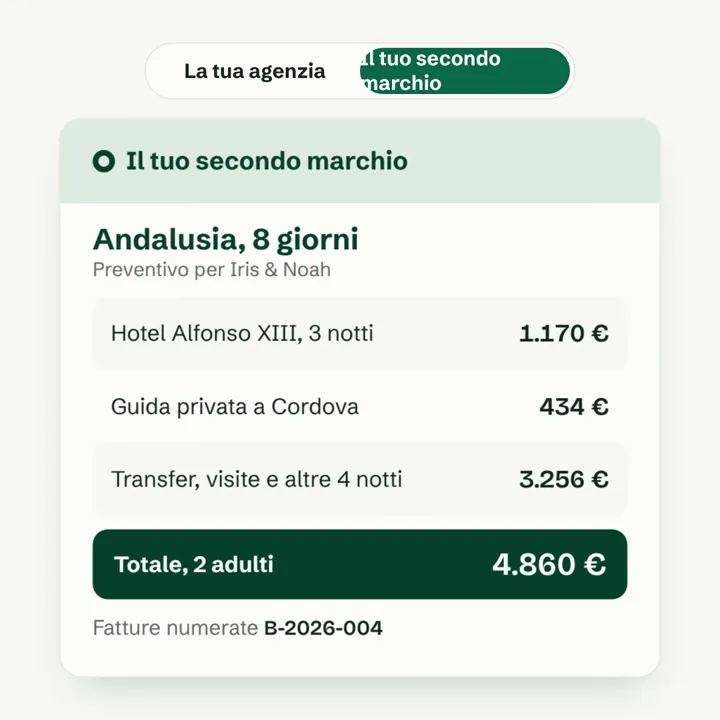 La tua agenzia
Il tuo secondo
marchio
Il tuo secondo marchio
Andalusia, 8 giorni
Preventivo per Iris & Noah
Hotel Alfonso XIII, 3 notti 1.170 €
Guida privata a Cordova 434 €
Transfer, visite e altre 4 notti 3.256 €
Totale, 2 adulti 4.860 €
Fatture numerate B-2026-004